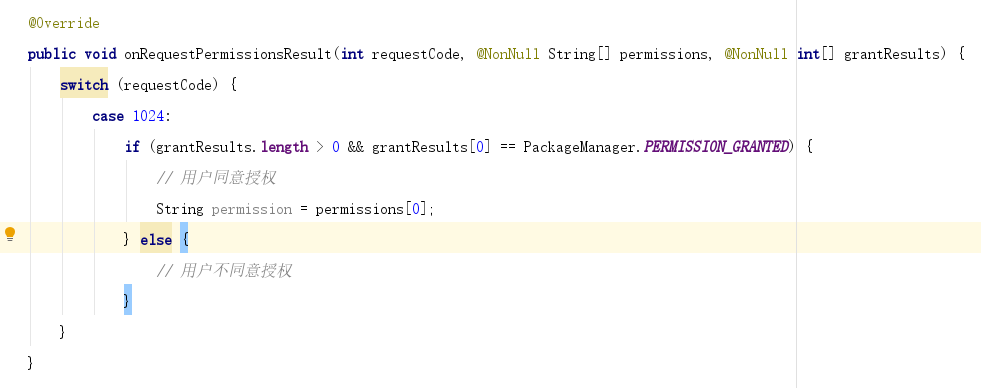 @Override
public void onRequestPermissionsResult(int requestCode, @NonNull String[] permissions, @NonNull int[] grantResults) {
    switch (requestCode) {
        case 1024:
            if (grantResults.length > 0 && grantResults[0] == PackageManager.PERMISSION_GRANTED) {
                // 用户同意授权
                String permission = permissions[0];
            } else {
                // 用户不同意授权
            }
    }
}